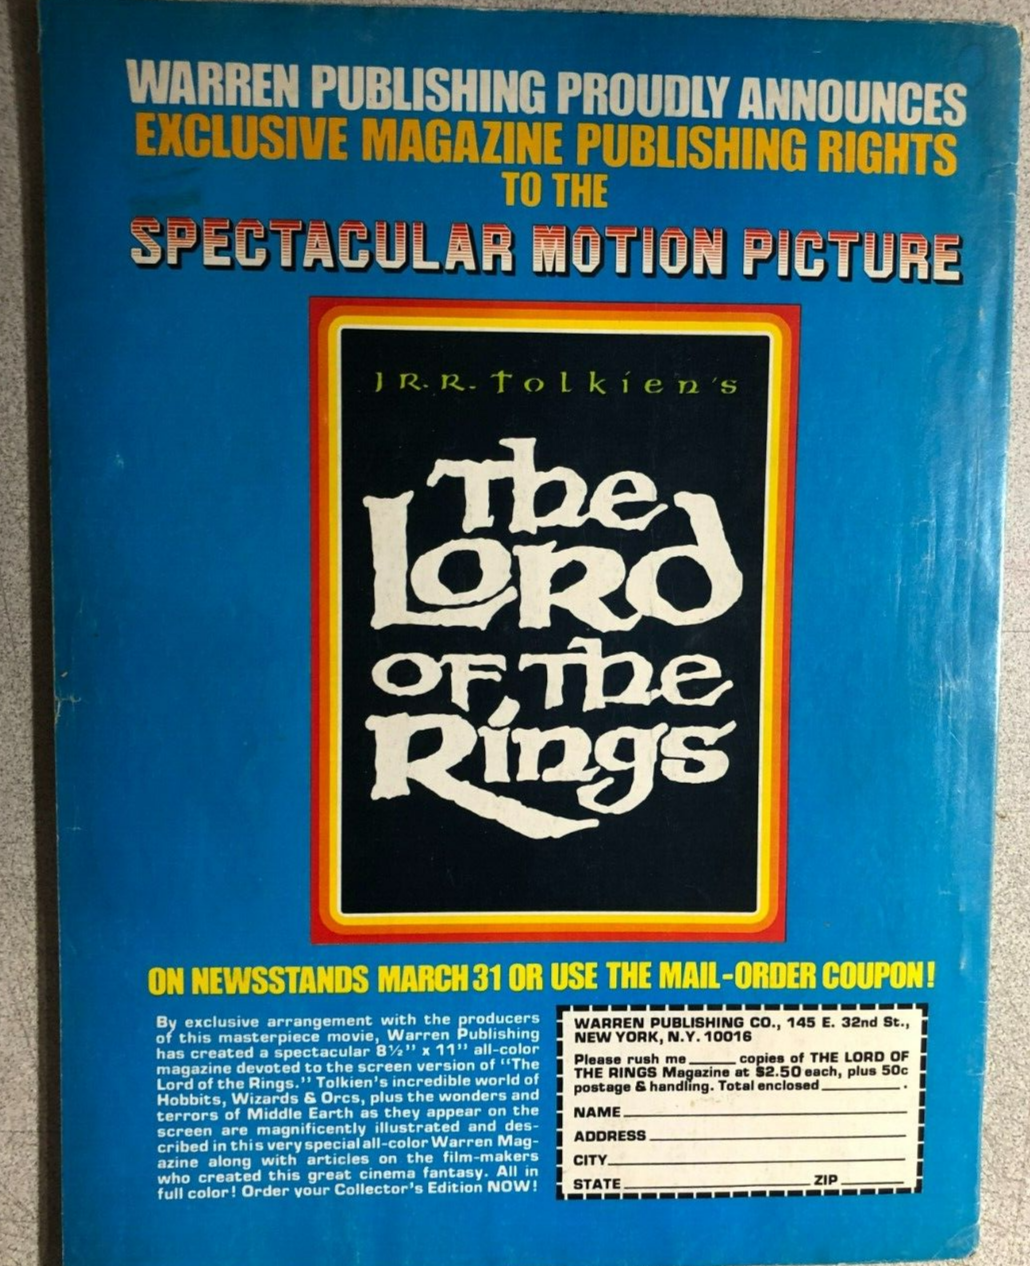 WARREN PUBLISHING PROUDLY ANNOUNCES
EXCLUSIVE MAGAZINE PUBLISHING RIGHTS
TO THE
SPECTACULAR MOTION PICTURE
J.R.R. Tolkien's
The
Lord
of the
Rings
ON NEWSSTANDS MARCH 31 OR USE THE MAIL-ORDER COUPON!
By exclusive arrangement with the producers
of this masterpiece movie, Warren Publishing
has created a spectacular 8½" x 11" all-color
magazine devoted to the screen version of "The
Lord of the Rings." Tolkien's incredible world of
Hobbits, Wizards & Orcs, plus the wonders and
terrors of Middle Earth as they appear on the
screen are magnificently illustrated and des-
cribed in this very special all-color Warren Mag-
azine along with articles on the film-makers
who created this great cinema fantasy. All in
full color! Order your Collector's Edition NOW!
WARREN PUBLISHING CO., 145 E. 32nd St.,
NEW YORK, N.Y. 10016
Please rush me _____ copies of THE LORD OF
THE RINGS Magazine at $2.50 each, plus 50c
postage & handling. Total enclosed __________ .
NAME
ADDRESS
CITY
STATE ZIP